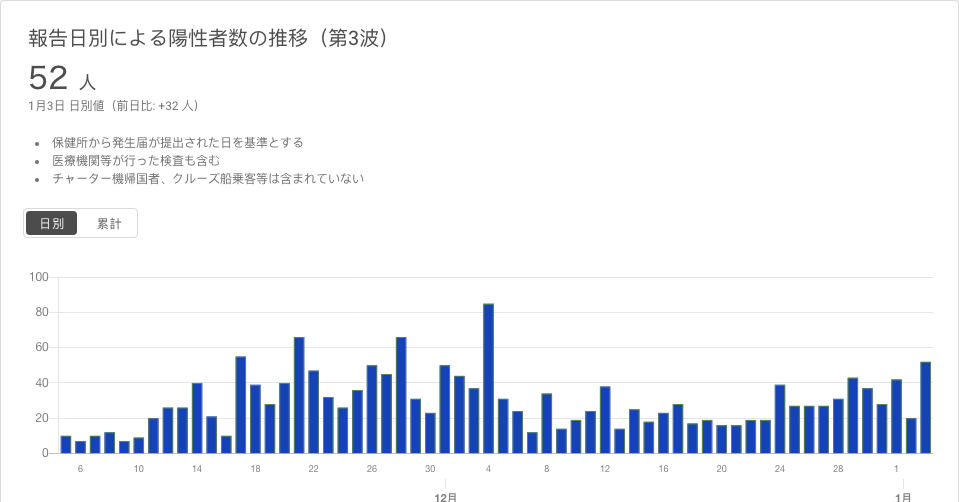 報告日別による陽性者数の推移（第3波）
52 人
1月3日 日別値（前日比: +32 人）
保健所から発生届が提出された日を基準とする
医療機関等が行った検査も含む
チャーター機帰国者、クルーズ船乗客等は含まれていない
日別 累計
100
80
60
40
20
0
6 10 14 18 22 26 30 4 8 12 16 20 24 28 1
12月 1月